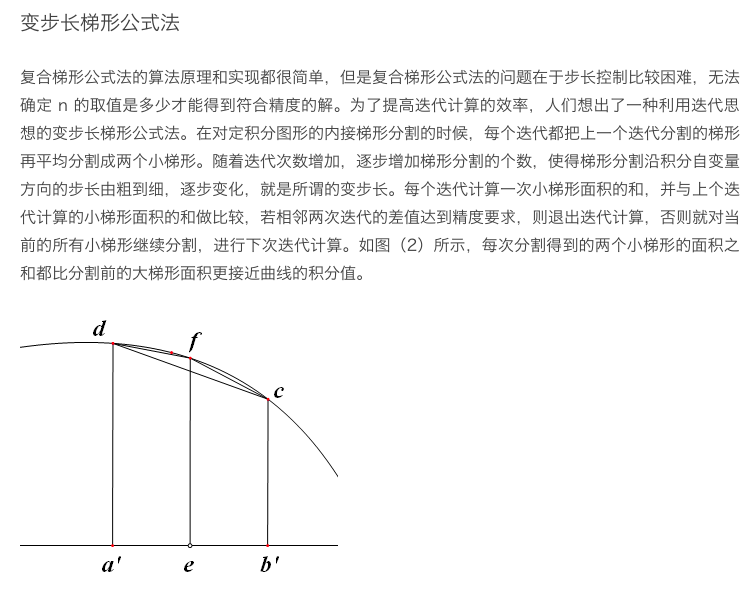 变步长梯形公式法
复合梯形公式法的算法原理和实现都很简单，但是复合梯形公式法的问题在于步长控制比较困难，无法
确定 n 的取值是多少才能得到符合精度的解。为了提高迭代计算的效率，人们想出了一种利用迭代思
想的变步长梯形公式法。在对定积分图形的内接梯形分割的时候，每个迭代都把上一个迭代分割的梯形
再平均分割成两个小梯形。随着迭代次数增加，逐步增加梯形分割的个数，使得梯形分割沿积分自变量
方向的步长由粗到细，逐步变化，就是所谓的变步长。每个迭代计算一次小梯形面积的和，并与上个迭
代计算的小梯形面积的和做比较，若相邻两次迭代的差值达到精度要求，则退出迭代计算，否则就对当
前的所有小梯形继续分割，进行下次迭代计算。如图（2）所示，每次分割得到的两个小梯形的面积之
和都比分割前的大梯形面积更接近曲线的积分值。
d
f
c
a'
e
b'